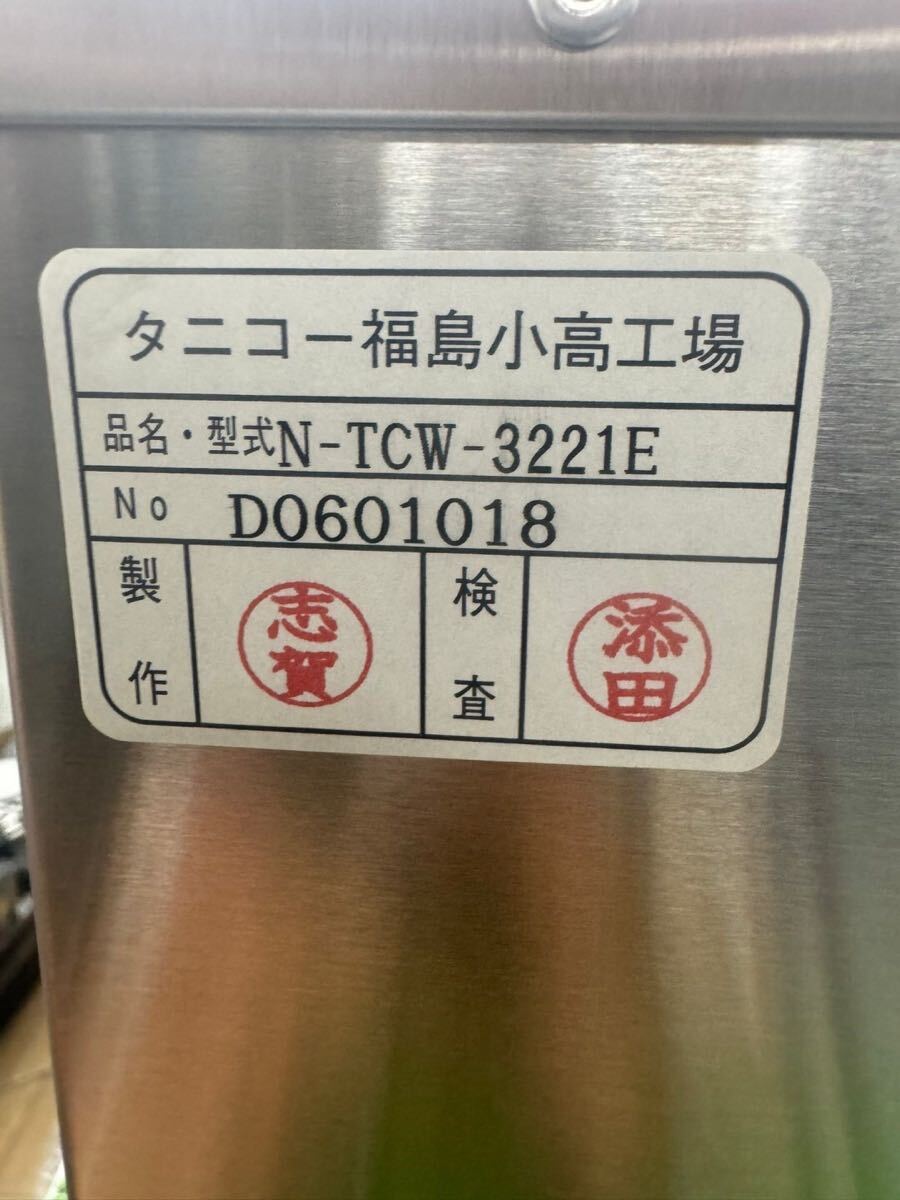 タニコー福島小高工場
品名・型式N-TCW-3221E
No D0601018
製作 志賀 検査 添田